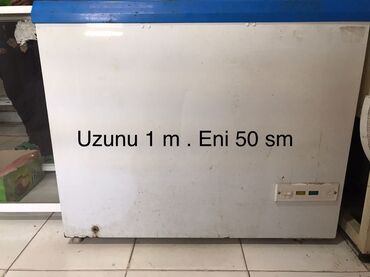 Uzunu 1 m . Eni 50 sm